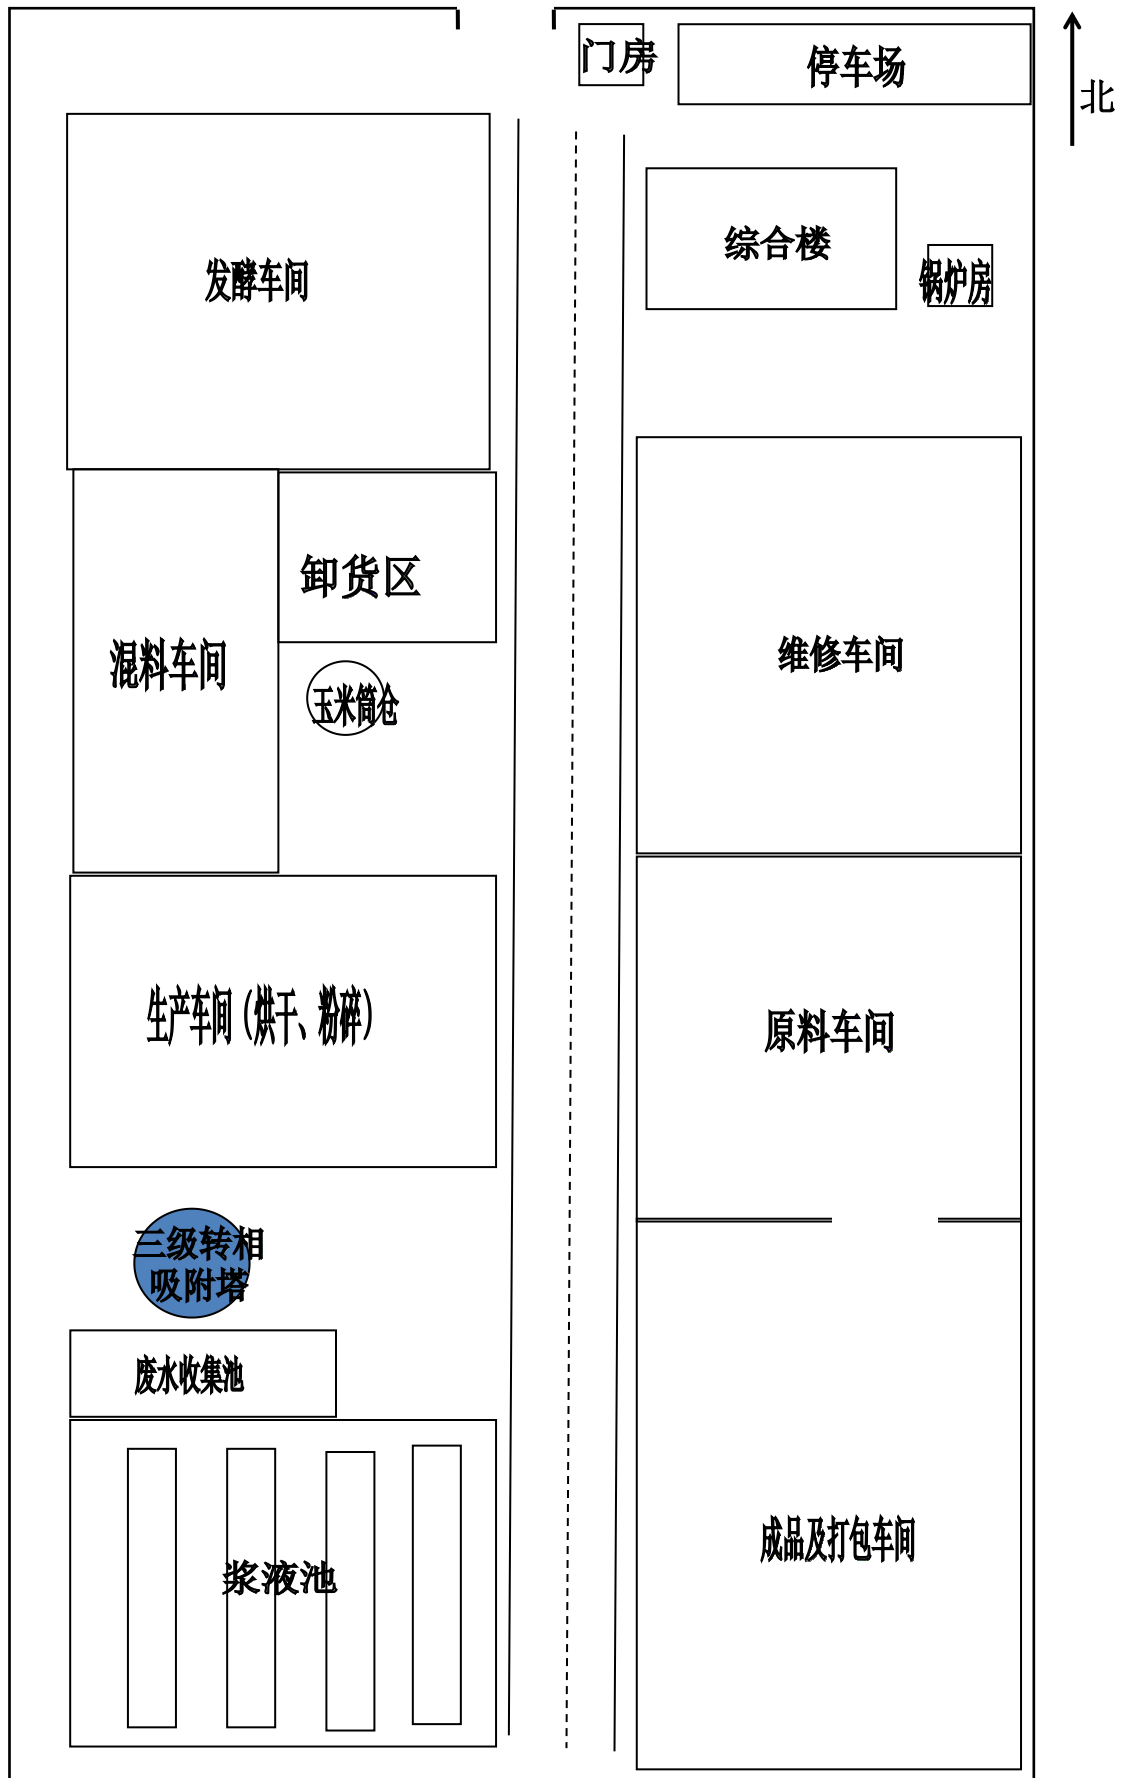 门房
停车场
北
综合楼
发酵车间
锅炉房
卸货区
混料车间
维修车间
玉米筒仓
生产车间（烘干、粉碎）
原料车间
三级转相
吸附塔
废水收集池
成品及打包车间
浆液池